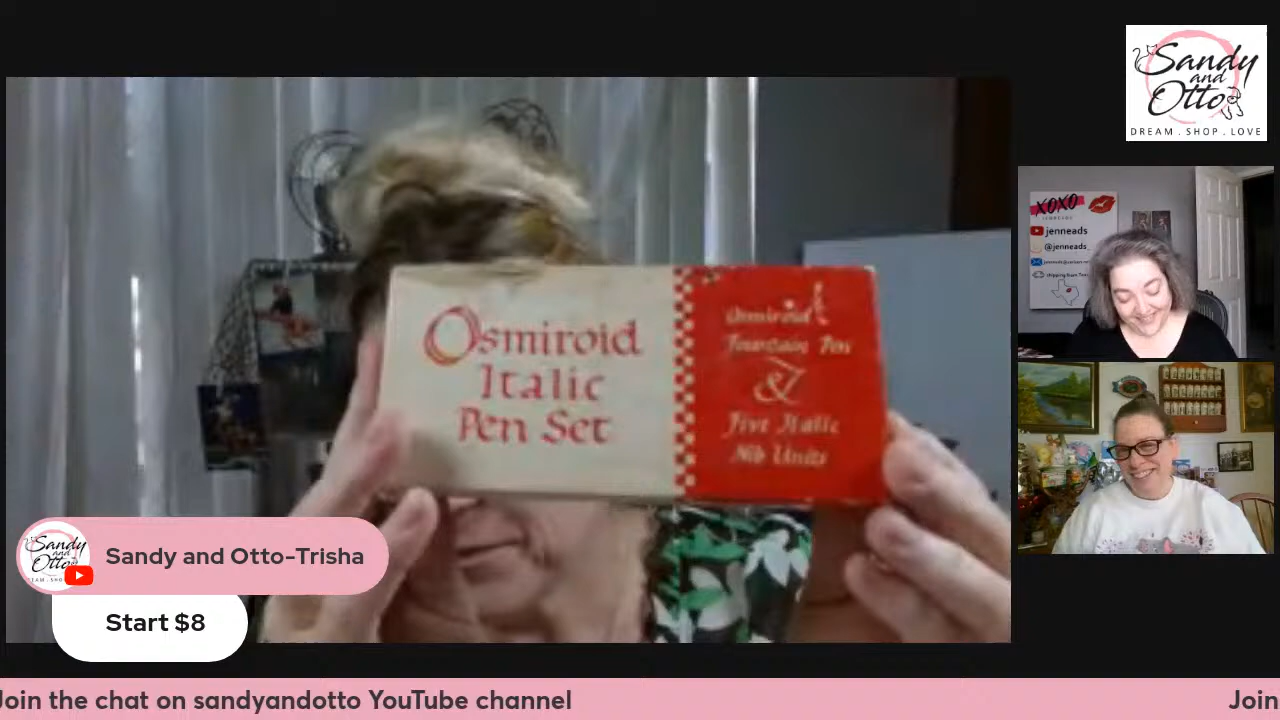 Sandy
and
Otto
DREAM . SHOP . LOVE
Osmiroid
Italic
Pen Set
Osmiroid
Fountain Pen
&
Five Italic
Nib Units
XOXO
jenneads
@jenneads
Sandy and Otto-Trisha
Start $8
Join the chat on sandyandotto YouTube channel
Join